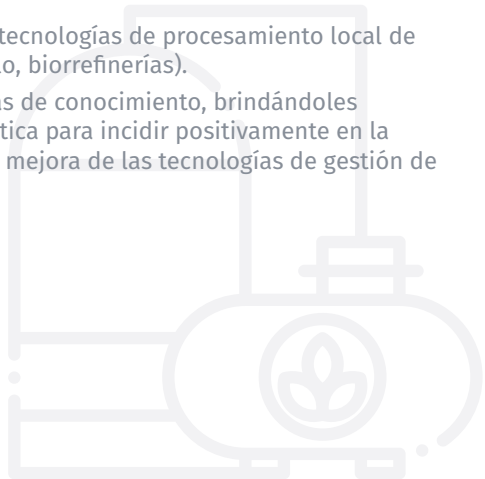 tecnologías de procesamiento local de
o, biorrefinerías).
as de conocimiento, brindándoles
tica para incidir positivamente en la
mejora de las tecnologías de gestión de